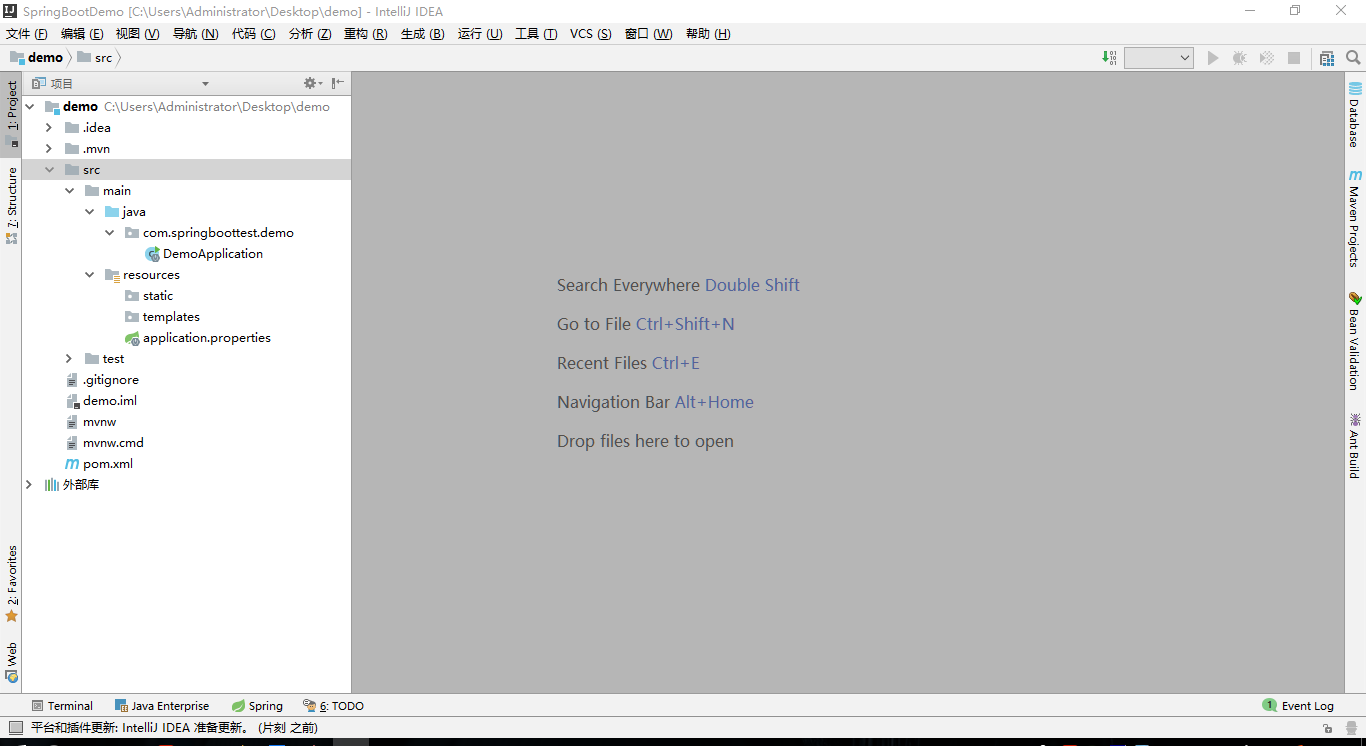 SpringBootDemo [C:\Users\Administrator\Desktop\demo] - IntelliJ IDEA
文件 (F) 编辑 (E) 视图 (V) 导航 (N) 代码 (C) 分析 (Z) 重构 (R) 生成 (B) 运行 (U) 工具 (T) VCS (S) 窗口 (W) 帮助 (H)
demo src
项目
demo C:\Users\Administrator\Desktop\demo
.idea
.mvn
src
main
java
com.springboottest.demo
DemoApplication
resources
static
templates
application.properties
test
.gitignore
demo.iml
mvnw
mvnw.cmd
pom.xml
外部库
1: Project
7: Structure
2: Favorites
Web
Search Everywhere Double Shift
Go to File Ctrl+Shift+N
Recent Files Ctrl+E
Navigation Bar Alt+Home
Drop files here to open
Database
Maven Projects
Bean Validation
Ant Build
Terminal Java Enterprise Spring 6: TODO 1 Event Log
平台和插件更新: IntelliJ IDEA 准备更新。 (片刻 之前)